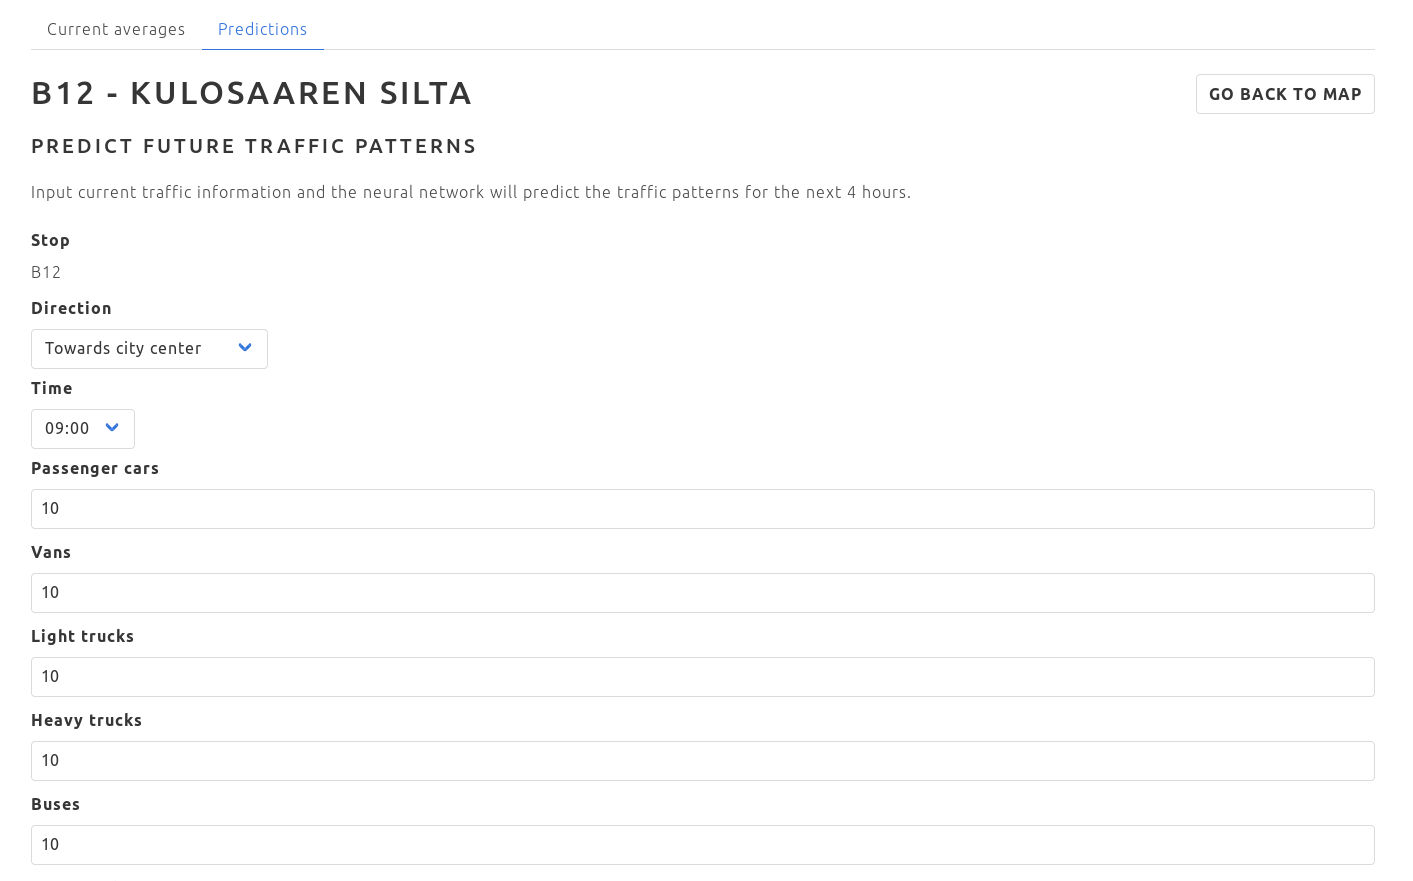 Current averages Predictions
B12 - KULOSAAREN SILTA GO BACK TO MAP
PREDICT FUTURE TRAFFIC PATTERNS
Input current traffic information and the neural network will predict the traffic patterns for the next 4 hours.
Stop
B12
Direction
Towards city center
Time
09:00
Passenger cars
10
Vans
10
Light trucks
10
Heavy trucks
10
Buses
10